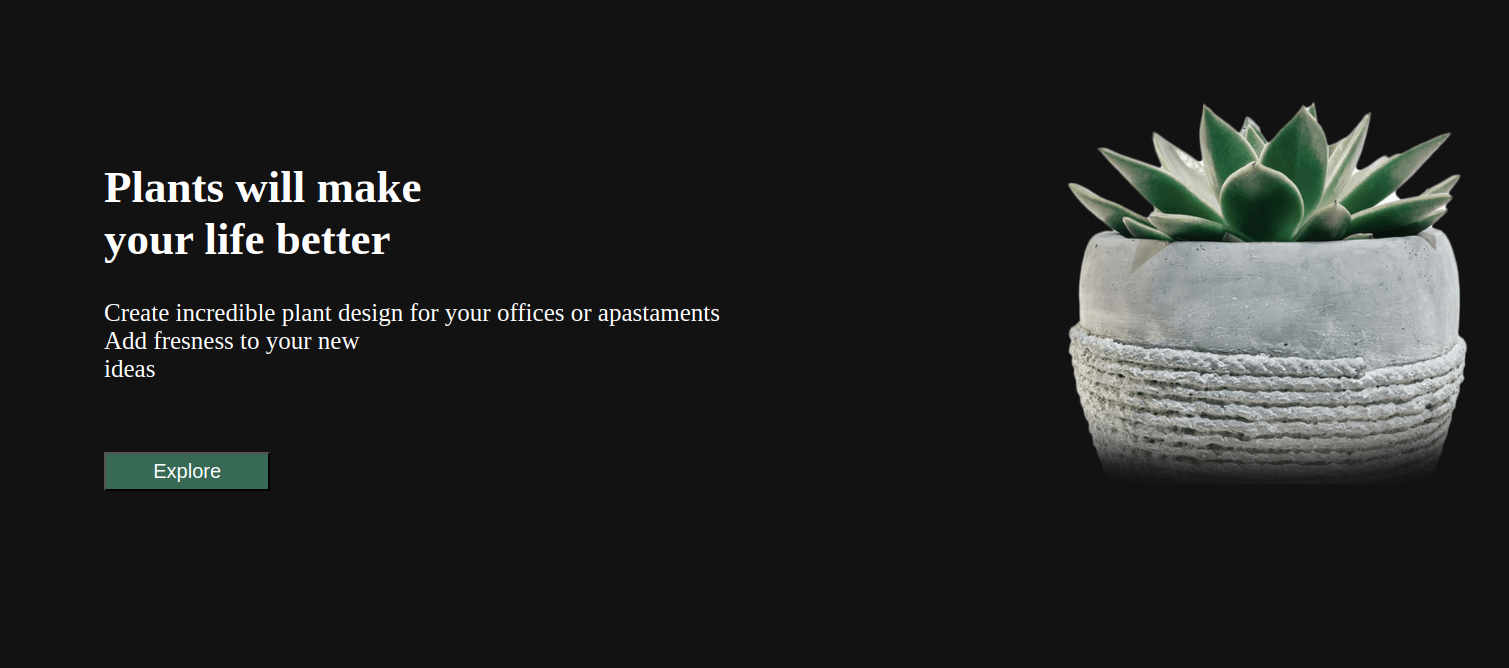 Plants will make
your life better
Create incredible plant design for your offices or apastaments
Add fresness to your new
ideas
Explore